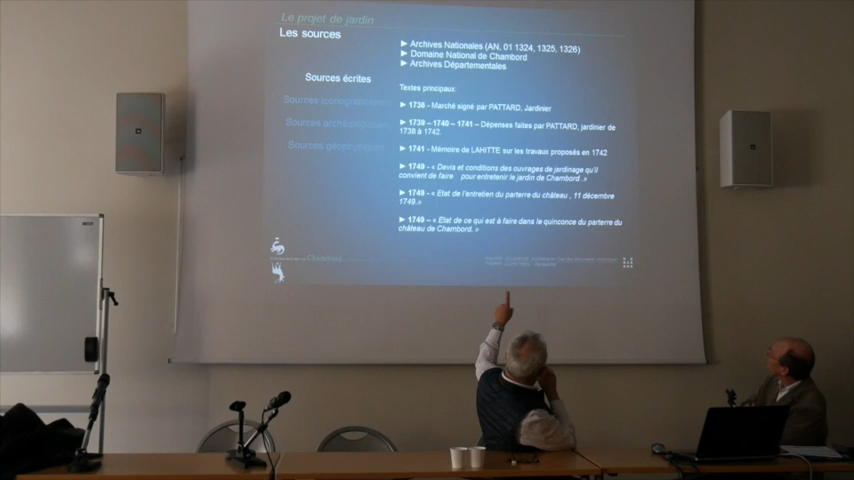 Le projet de jardin
Les sources
► Archives Nationales (AN, 01 1324, 1325, 1326)
► Domaine National de Chambord
► Archives Départementales
Sources écrites
Sources iconographiques
Sources archéologiques
Sources géophysiques
Textes principaux:
► 1736 - Marché signé par PATTARD, Jardinier
► 1739 – 1740 – 1741 – Dépenses faites par PATTARD, jardinier de
1738 à 1742.
► 1741 - Mémoire de LAHITTE sur les travaux proposés en 1742
► 1749 - « Devis et conditions des ouvrages de jardinage qu'il
convient de faire pour entretenir le jardin de Chambord .»
► 1749 - « Etat de l'entretien du parterre du château , 11 décembre
1749.»
► 1749 – « Etat de ce qui est à faire dans le quinconce du parterre du
château de Chambord. »
Chambord